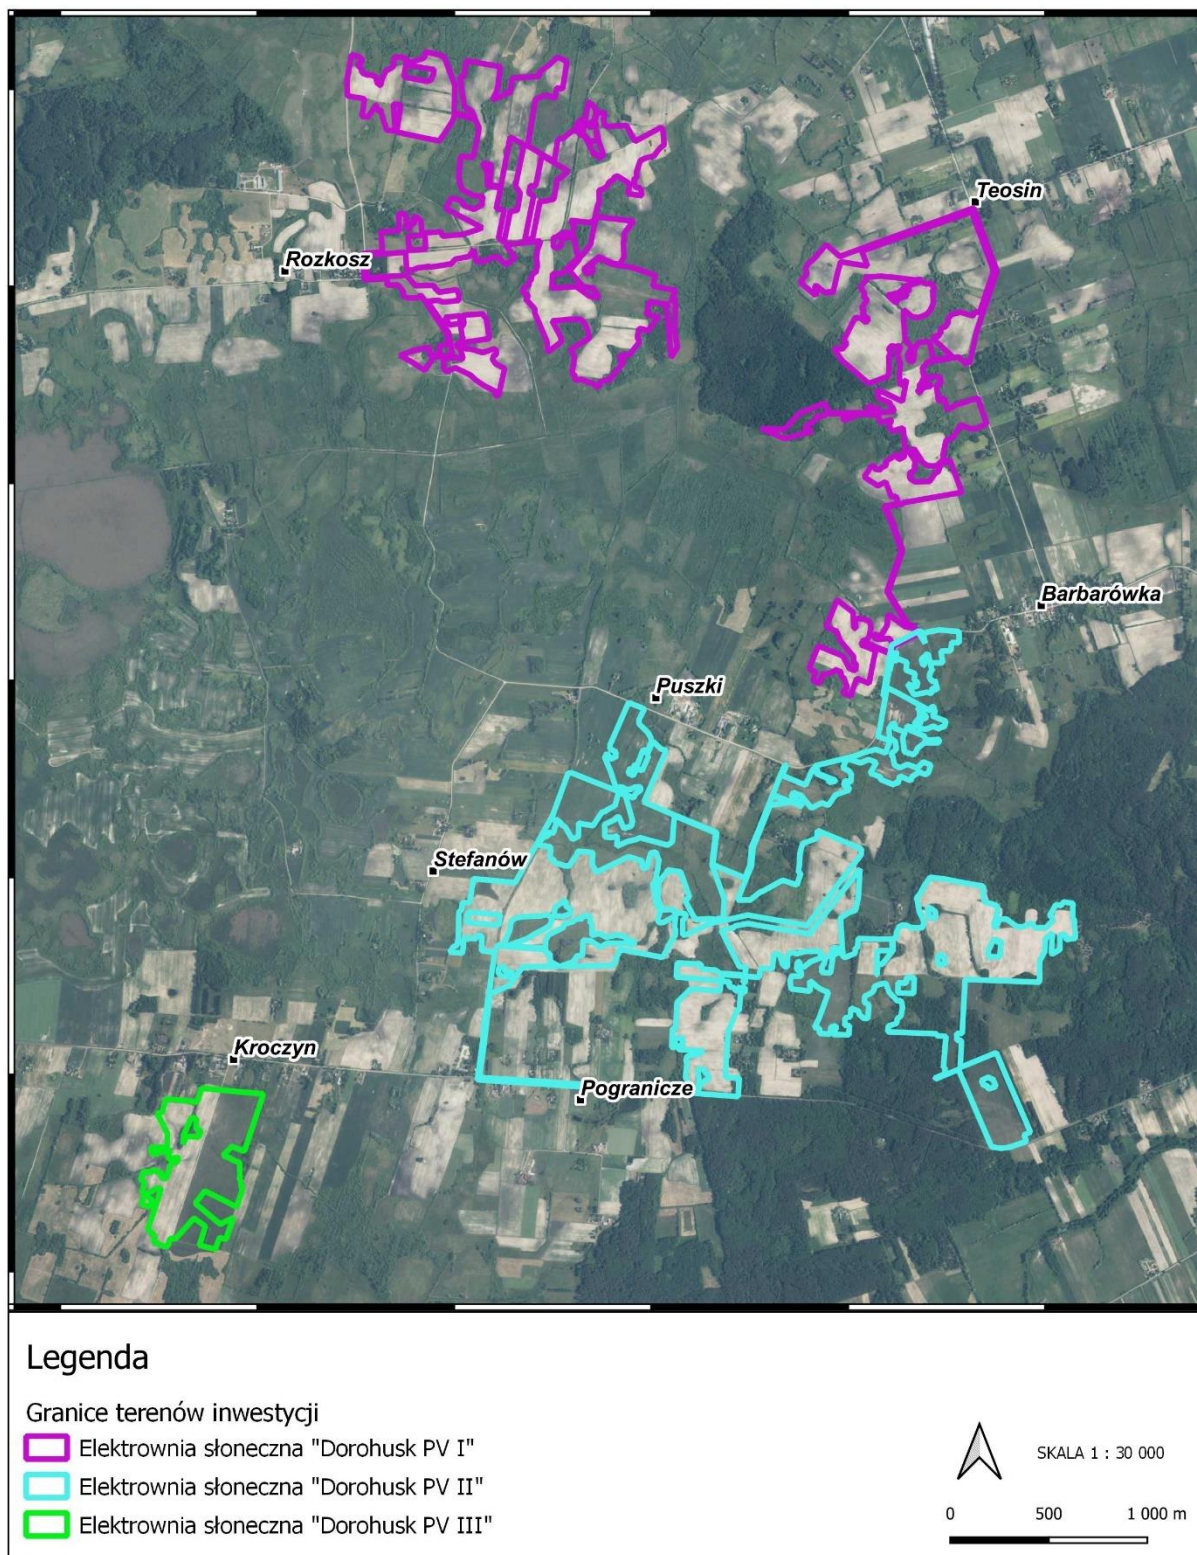 Teosin
Rozkosz
Barbarówka
Puszki
Stefanów
Kroczyn
Pogranicze
Legenda
Granice terenów inwestycji
Elektrownia słoneczna "Dorohusk PV I"
Elektrownia słoneczna "Dorohusk PV II"
Elektrownia słoneczna "Dorohusk PV III"
SKALA 1 : 30 000
0 500 1 000 m